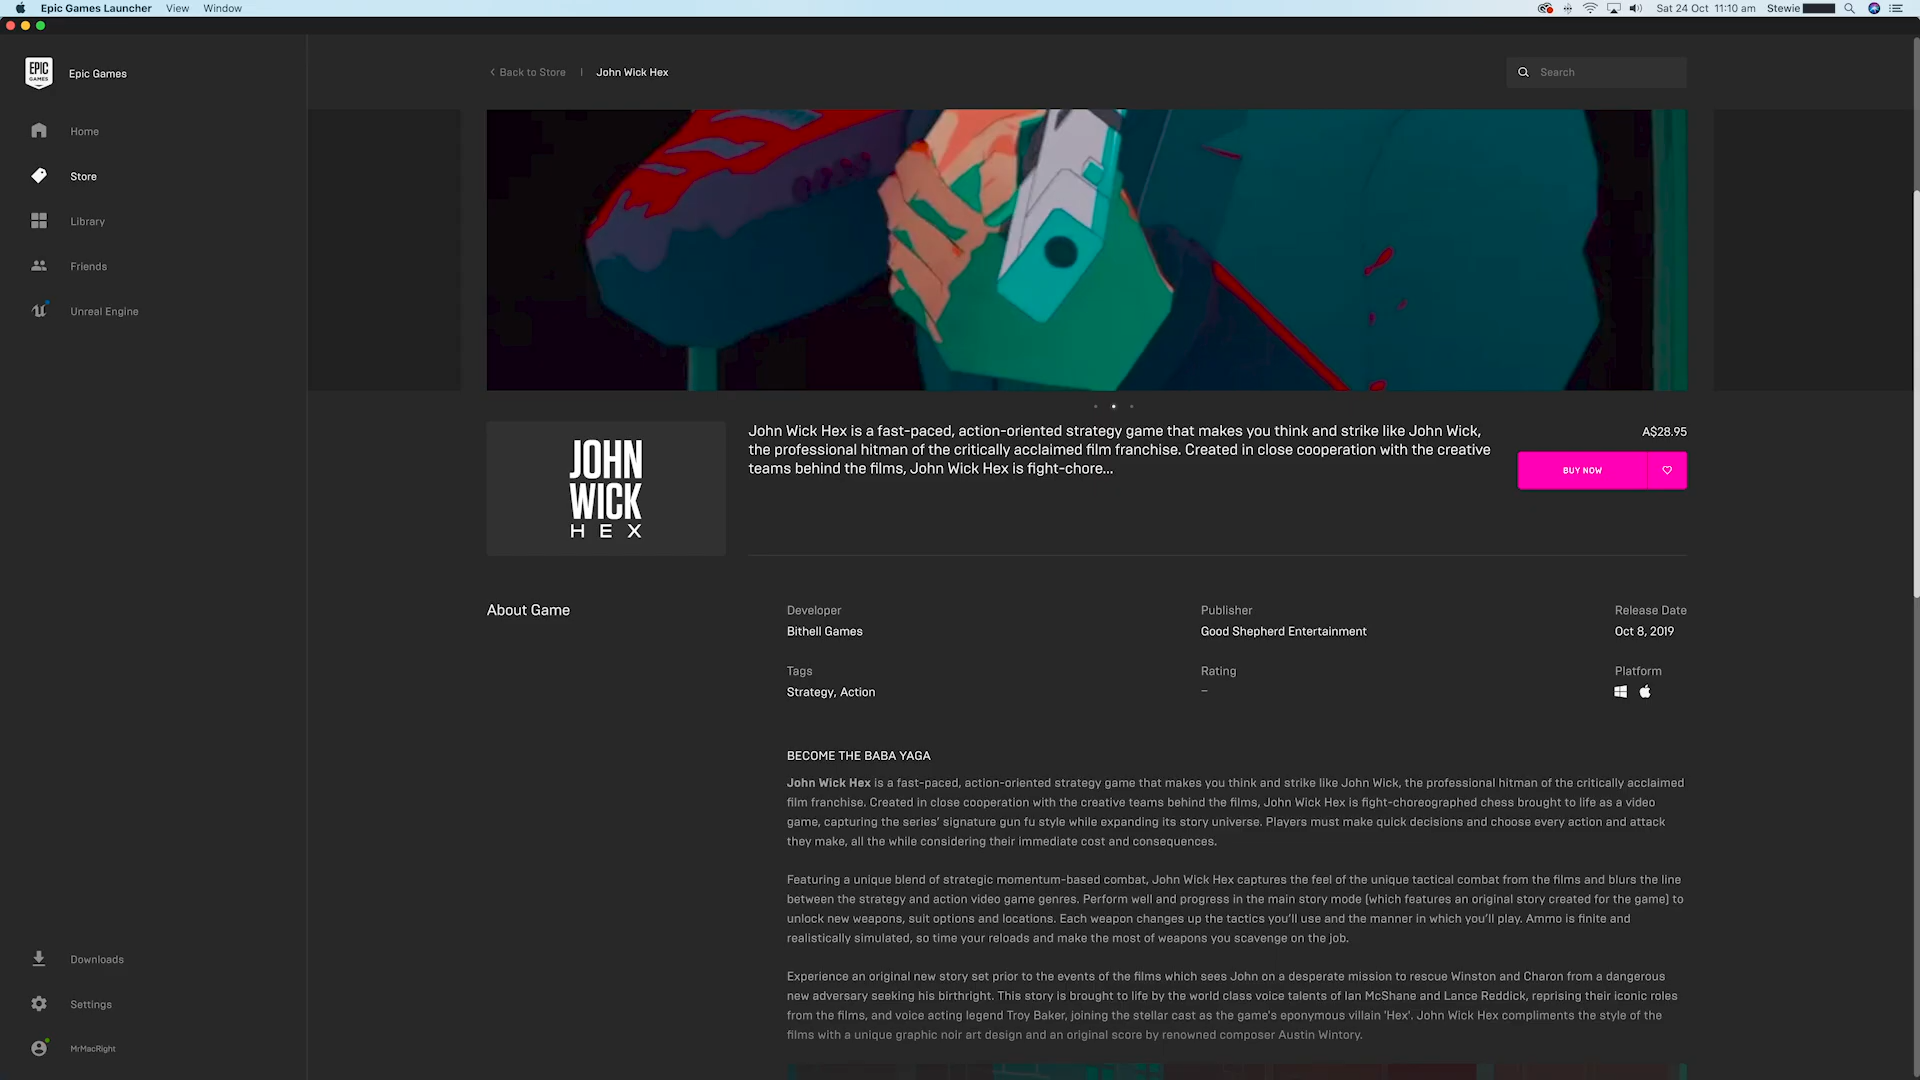 Epic Games Launcher View Window
Sat 24 Oct 11:10 am Stewie
EPIC
GAMES
Epic Games
Home
Store
Library
Friends
Unreal Engine
Downloads
Settings
MrMacRight
Back to Store
John Wick Hex
Search
JOHN
WICK
HEX
John Wick Hex is a fast-paced, action-oriented strategy game that makes you think and strike like John Wick,
the professional hitman of the critically acclaimed film franchise. Created in close cooperation with the creative
teams behind the films, John Wick Hex is fight-chore...
A$28.95
BUY NOW
About Game
Developer
Bithell Games
Publisher
Good Shepherd Entertainment
Release Date
Oct 8, 2019
Tags
Strategy, Action
Rating
–
Platform
BECOME THE BABA YAGA
John Wick Hex is a fast-paced, action-oriented strategy game that makes you think and strike like John Wick, the professional hitman of the critically acclaimed
film franchise. Created in close cooperation with the creative teams behind the films, John Wick Hex is fight-choreographed chess brought to life as a video
game, capturing the series' signature gun fu style while expanding its story universe. Players must make quick decisions and choose every action and attack
they make, all the while considering their immediate cost and consequences.
Featuring a unique blend of strategic momentum-based combat, John Wick Hex captures the feel of the unique tactical combat from the films and blurs the line
between the strategy and action video game genres. Perform well and progress in the main story mode (which features an original story created for the game) to
unlock new weapons, suit options and locations. Each weapon changes up the tactics you'll use and the manner in which you'll play. Ammo is finite and
realistically simulated, so time your reloads and make the most of weapons you scavenge on the job.
Experience an original new story set prior to the events of the films which sees John on a desperate mission to rescue Winston and Charon from a dangerous
new adversary seeking his birthright. This story is brought to life by the world class voice talents of Ian McShane and Lance Reddick, reprising their iconic roles
from the films, and voice acting legend Troy Baker, joining the stellar cast as the game's eponymous villain 'Hex'. John Wick Hex compliments the style of the
films with a unique graphic noir art design and an original score by renowned composer Austin Wintory.